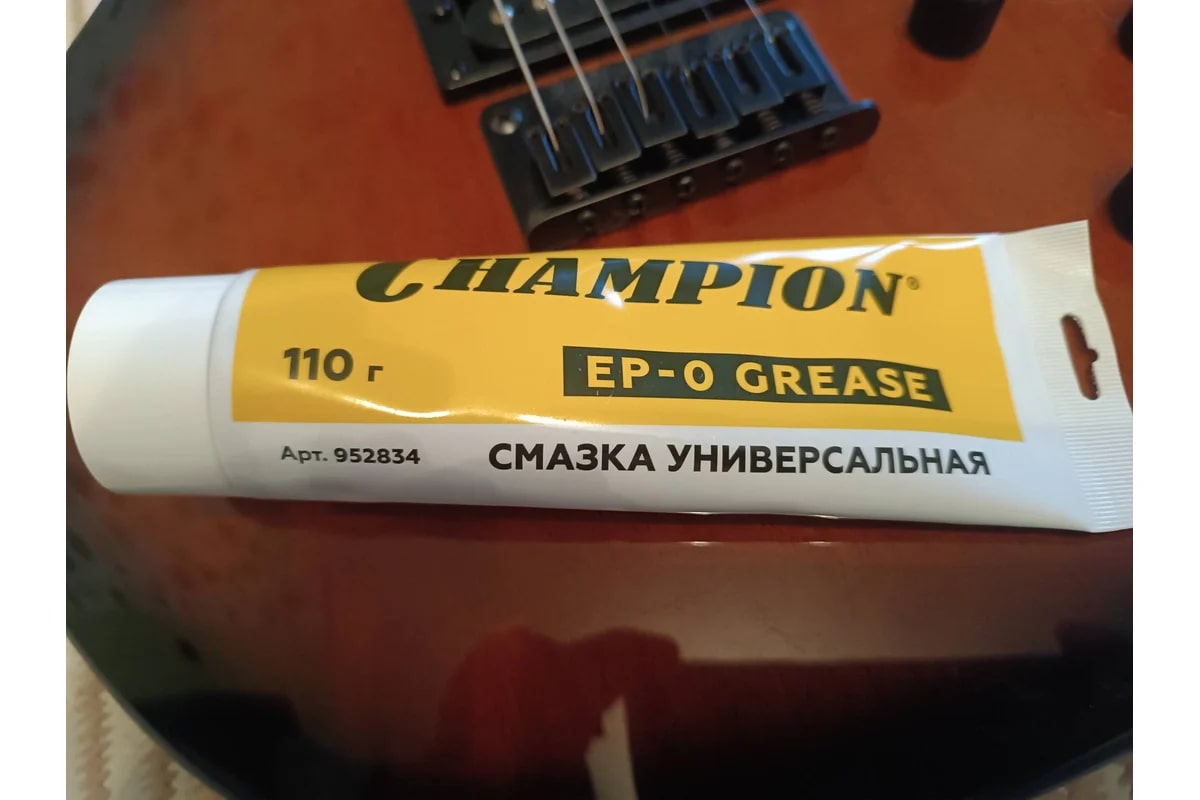 CHAMPION®
110 г
EP-0 GREASE
Арт. 952834
СМАЗКА УНИВЕРСАЛЬНАЯ